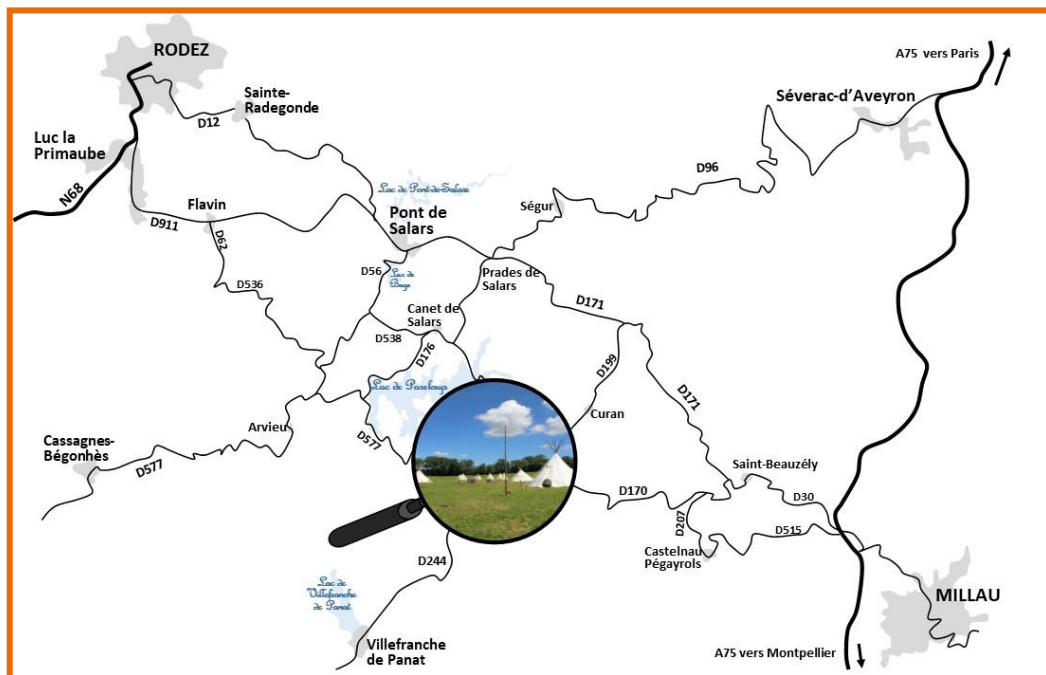 RODEZ
A75 vers Paris
Sainte-
Radegonde
Séverac-d'Aveyron
D12
Luc la
Primaube
N68
D96
Lac de Pont-de-Salars
Flavin
Ségur
D911
Pont de
Salars
D62
D56
Lac de
Bage
Prades de
Salars
D536
D171
Canet de
Salars
D538
D176
D199
Lac de Pareloup
D171
Curan
Arvieu
D577
Cassagnes-
Bégonhès
D577
Saint-Beauzély
D170
D30
D207
D515
Castelnau
Pégayrols
D244
Lac de
Villefranche
de Panat
MILLAU
Villefranche
de Panat
A75 vers Montpellier